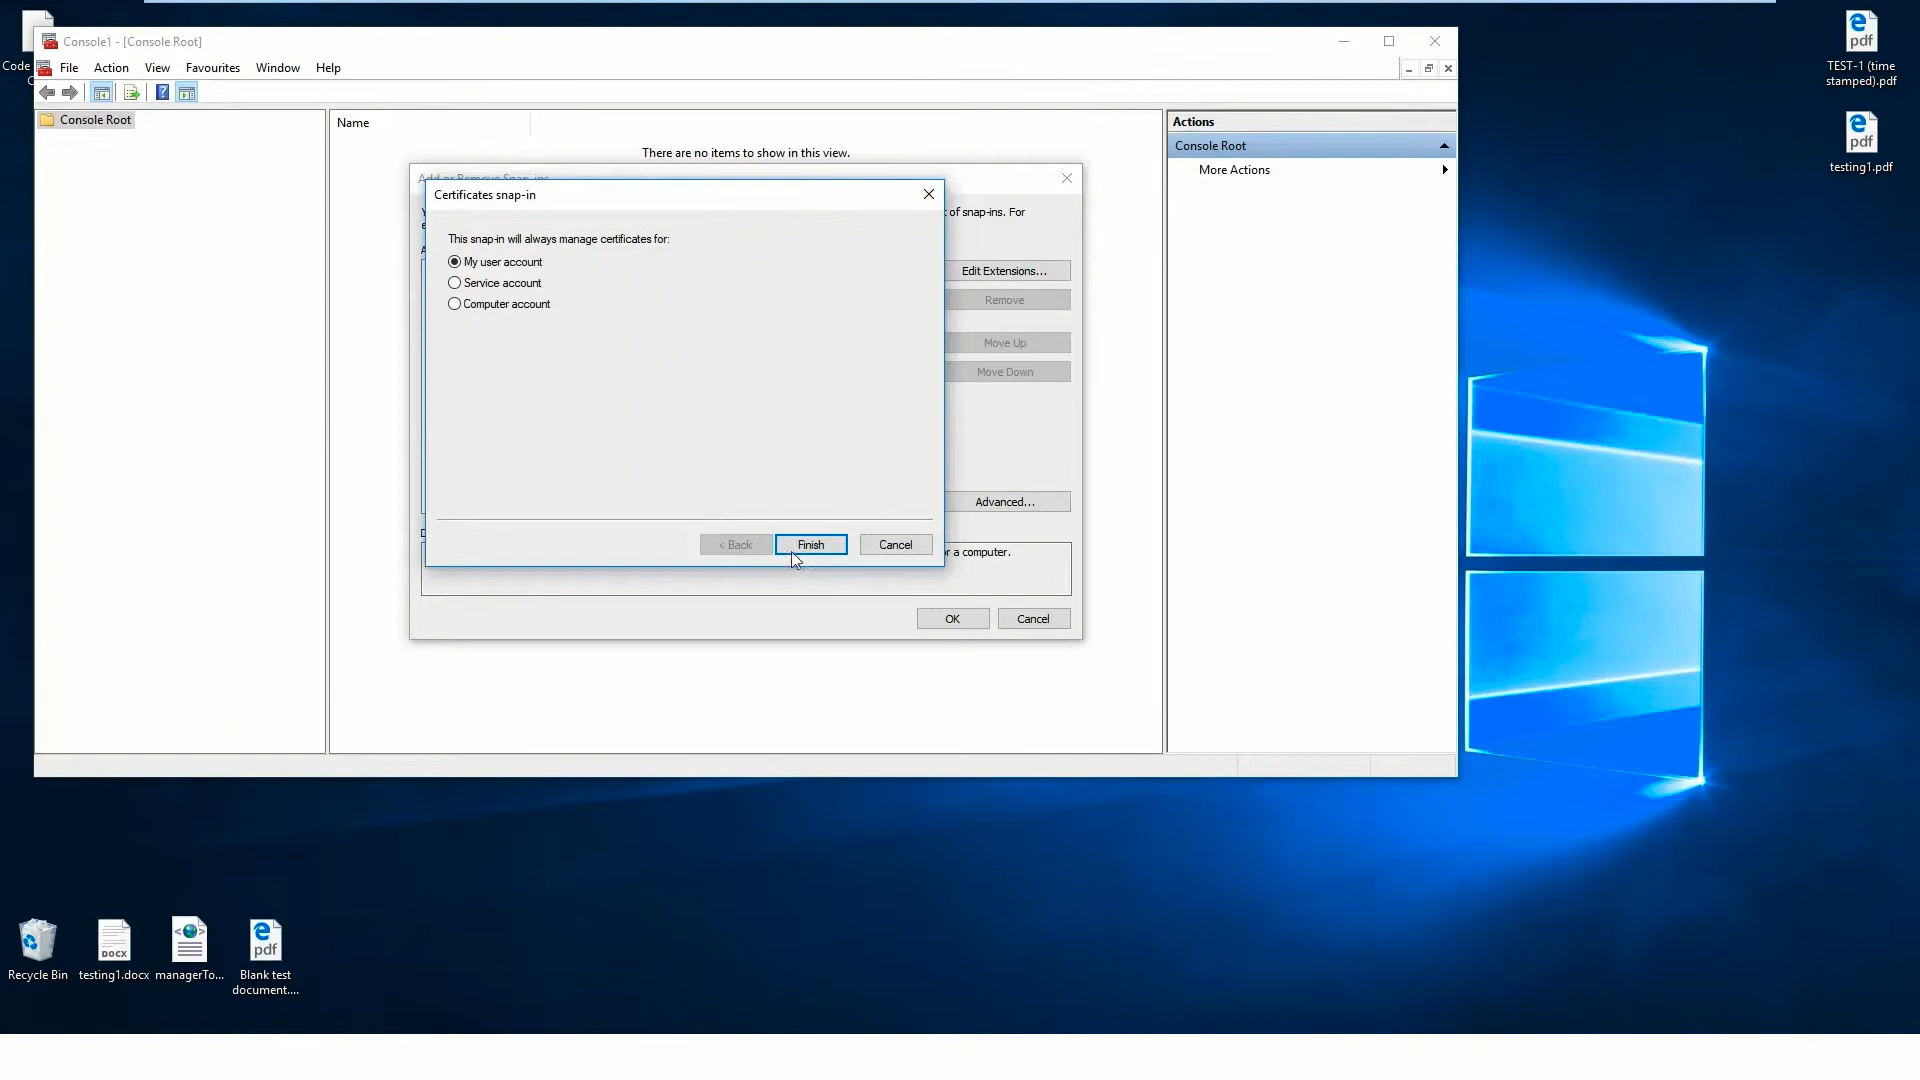 Code
Console1 - [Console Root]
File Action View Favourites Window Help
Console Root
Name
There are no items to show in this view.
Actions
Console Root
More Actions
Certificates snap-in
of snap-ins. For
This snap-in will always manage certificates for:
My user account
Service account
Computer account
Edit Extensions...
Remove
Move Up
Move Down
Advanced...
< Back
Finish
Cancel
or a computer.
OK
Cancel
TEST-1 (time
stamped).pdf
testing1.pdf
Recycle Bin
testing1.docx
managerTo...
Blank test
document....
pdf
pdf
DOCX
pdf